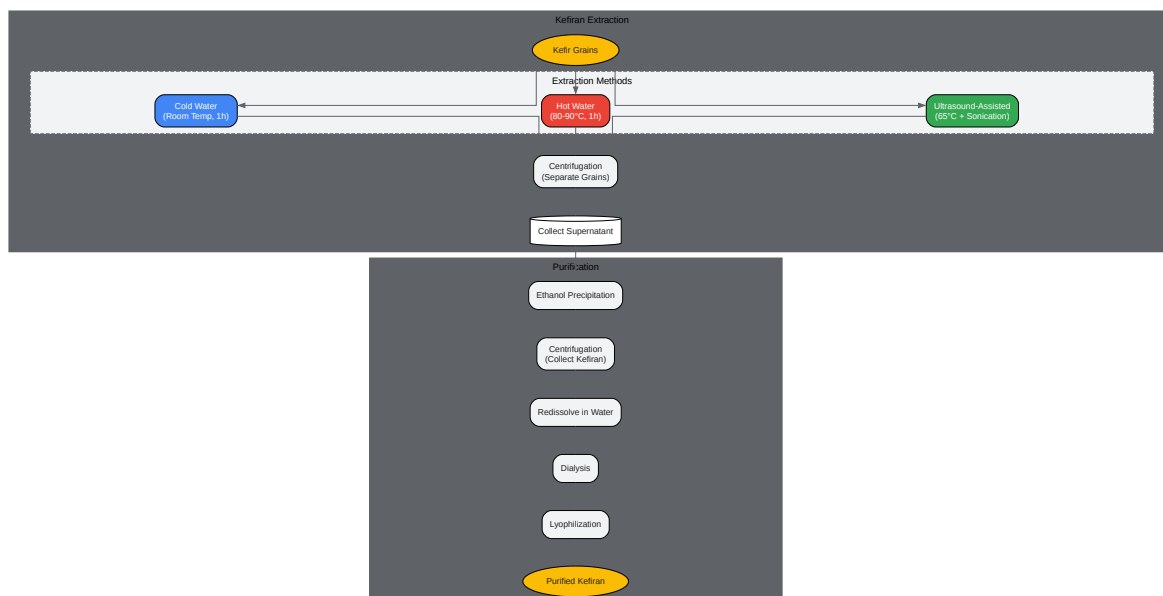 Kefiran Extraction
Kefir Grains
Extraction Methods
Cold Water
(Room Temp, 1h)
Hot Water
(80-90°C, 1h)
Ultrasound-Assisted
(65°C + Sonication)
Centrifugation
(Separate Grains)
Collect Supernatant
Purification
Ethanol Precipitation
Centrifugation
(Collect Kefiran)
Redissolve in Water
Dialysis
Lyophilization
Purified Kefiran